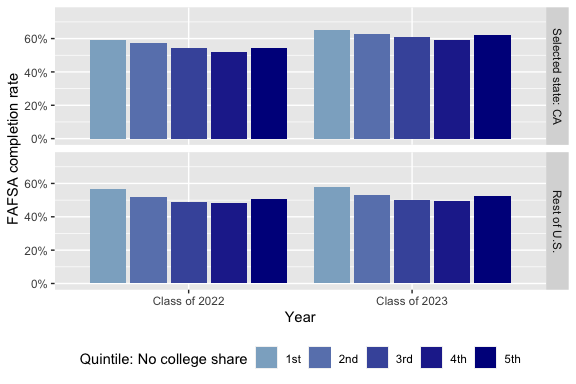 FAFSA completion rate
60%
40%
20%
0%
Selected state: CA
60%
40%
20%
0%
Rest of U.S.
Class of 2022 Class of 2023
Year
Quintile: No college share 1st 2nd 3rd 4th 5th